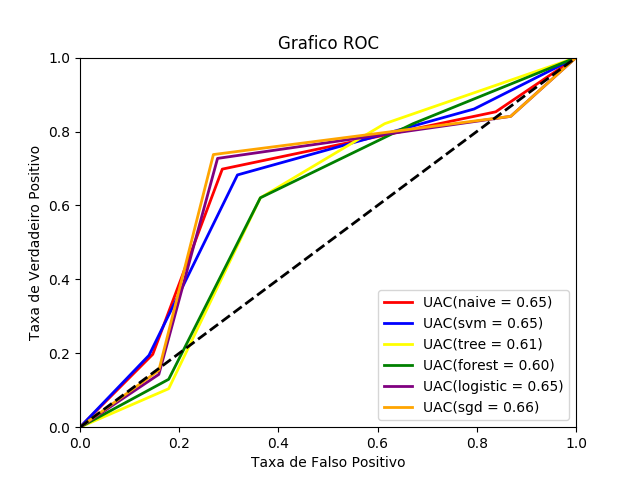 Grafico ROC
Taxa de Verdadeiro Positivo
1.0
0.8
0.6
0.4
0.2
0.0
0.0 0.2 0.4 0.6 0.8 1.0
Taxa de Falso Positivo
UAC(naive = 0.65)
UAC(svm = 0.65)
UAC(tree = 0.61)
UAC(forest = 0.60)
UAC(logistic = 0.65)
UAC(sgd = 0.66)